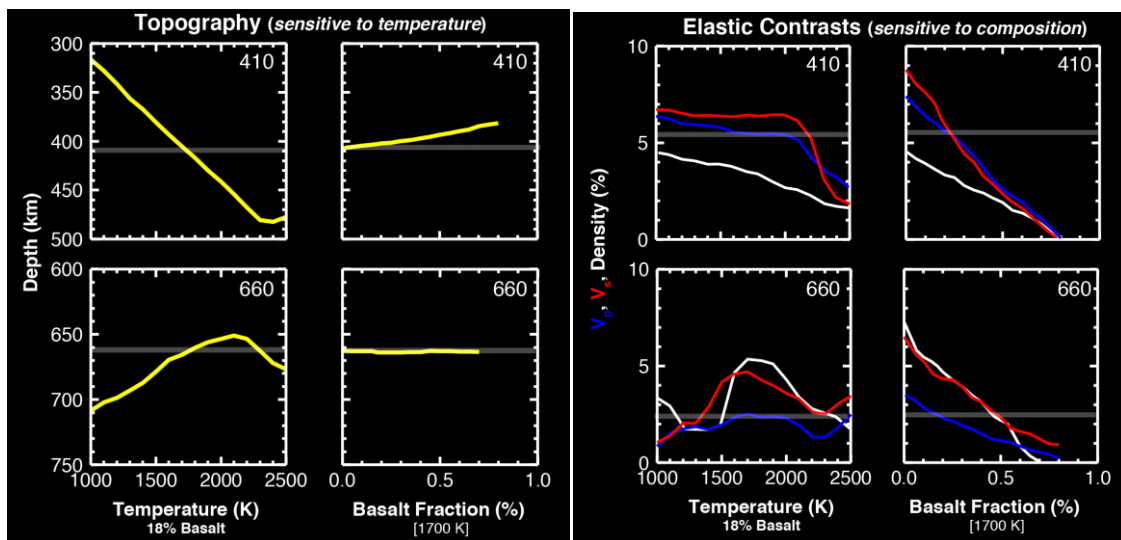 Topography (sensitive to temperature)
300
350
400
450
500
410
410
Depth (km)
600
650
700
750
660
660
1000 1500 2000 2500
0 0.5 1.0
Temperature (K)
18% Basalt
Basalt Fraction (%)
[1700 K]
Elastic Contrasts (sensitive to composition)
10
5
0
410
410
Vp, Vs, Density (%)
10
5
0
660
660
1000 1500 2000 2500
0 0.5 1.0
Temperature (K)
18% Basalt
Basalt Fraction (%)
[1700 K]